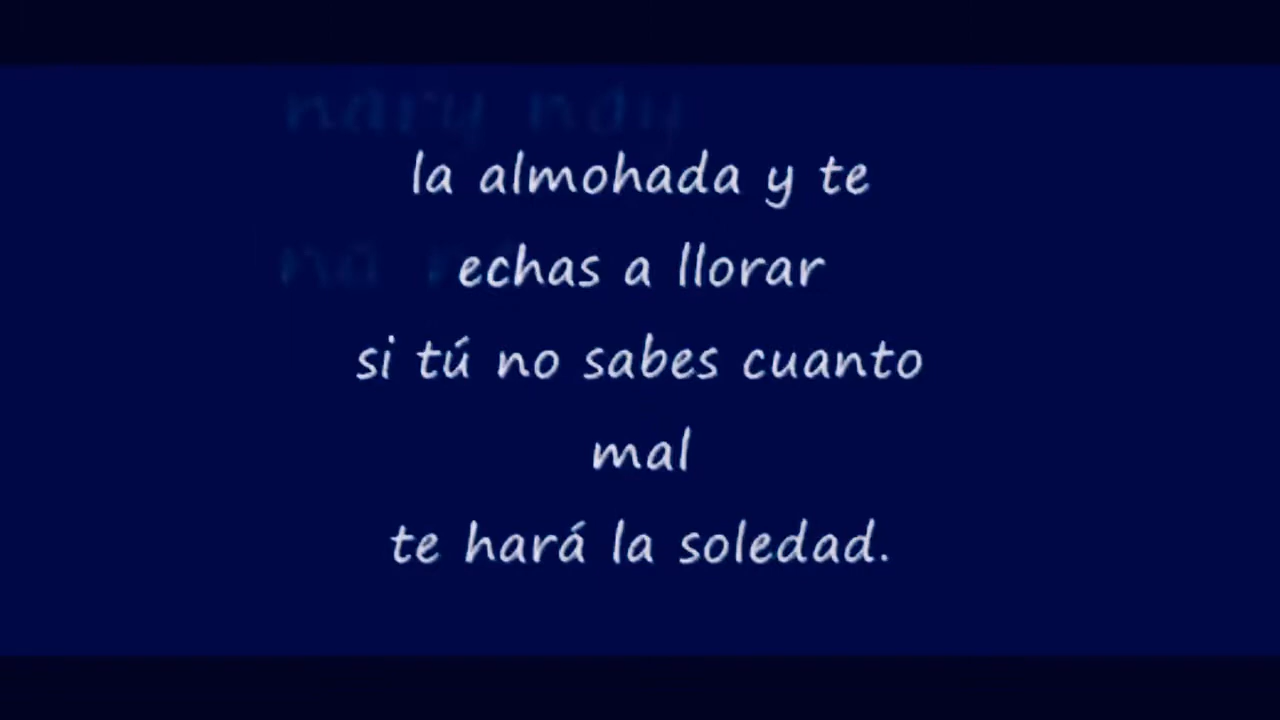 la almohada y te
echas a llorar
si tú no sabes cuanto
mal
te hará la soledad.